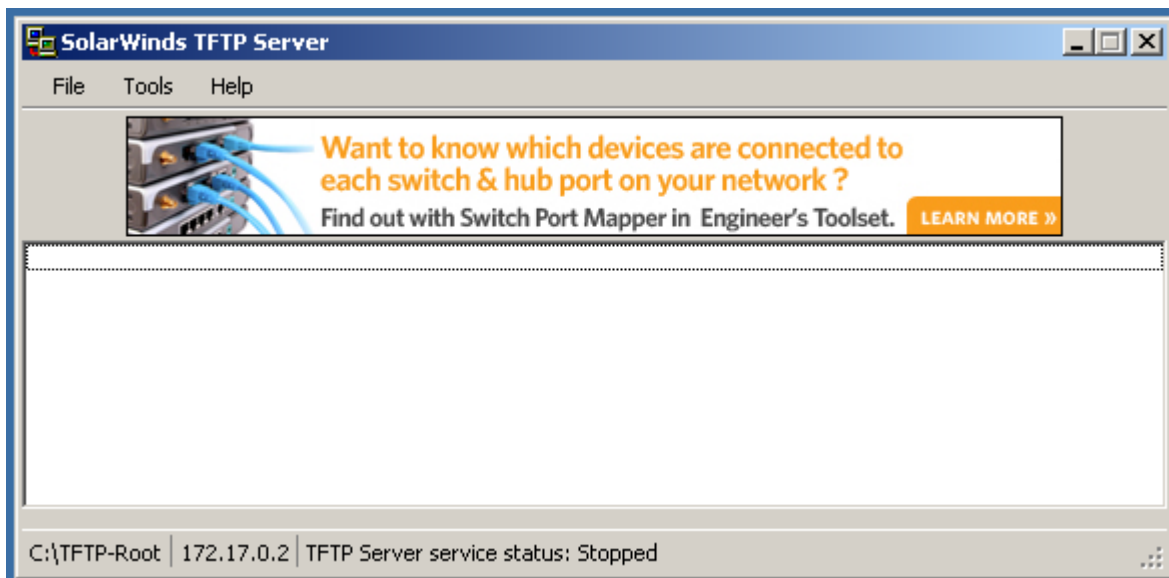 SolarWinds TFTP Server
File Tools Help
Want to know which devices are connected to
each switch & hub port on your network ?
Find out with Switch Port Mapper in Engineer's Toolset. LEARN MORE »
C:\TFTP-Root 172.17.0.2 TFTP Server service status: Stopped